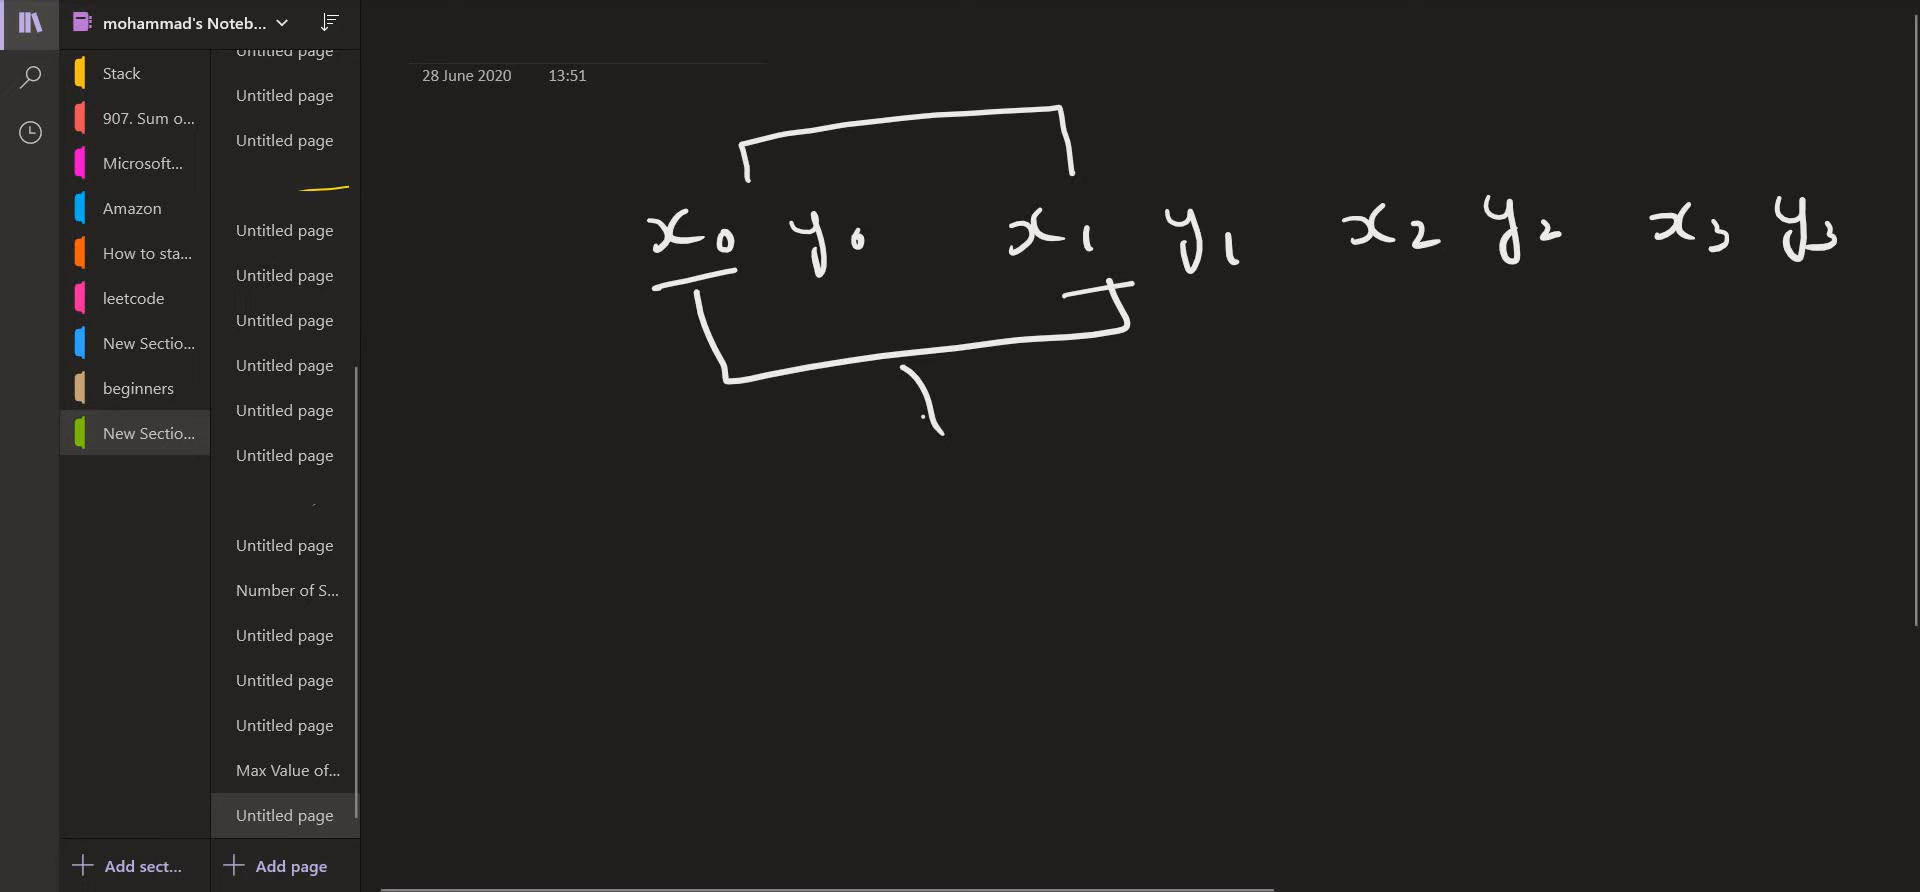 mohammad's Noteb...
Stack
907. Sum o...
Microsoft...
Amazon
How to sta...
leetcode
New Sectio...
beginners
New Sectio...
Add sect...
Untitled page
Untitled page
Untitled page
Untitled page
Untitled page
Untitled page
Untitled page
Untitled page
Untitled page
Untitled page
Number of S...
Untitled page
Untitled page
Untitled page
Max Value of...
Untitled page
Add page
28 June 2020 13:51
x₀ y₀ x₁ y₁ x₂ y₂ x₃ y₃